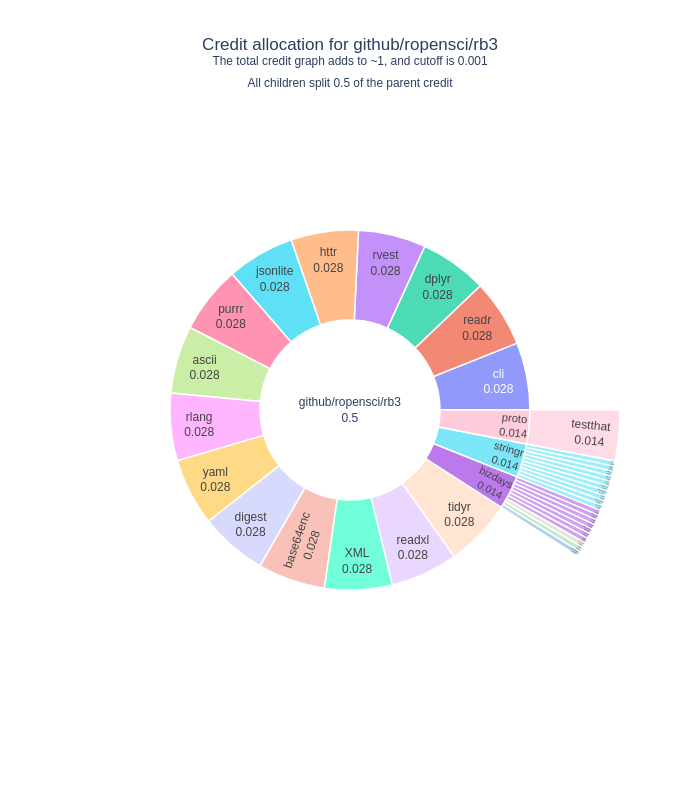 Credit allocation for github/ropensci/rb3
The total credit graph adds to ~1, and cutoff is 0.001
All children split 0.5 of the parent credit
github/ropensci/rb3
0.5
cli
0.028
readr
0.028
dplyr
0.028
rvest
0.028
httr
0.028
jsonlite
0.028
purrr
0.028
ascii
0.028
rlang
0.028
yaml
0.028
digest
0.028
base64enc
0.028
XML
0.028
readxl
0.028
tidyr
0.028
bizdays
0.014
stringr
0.014
proto
0.014
testthat
0.014